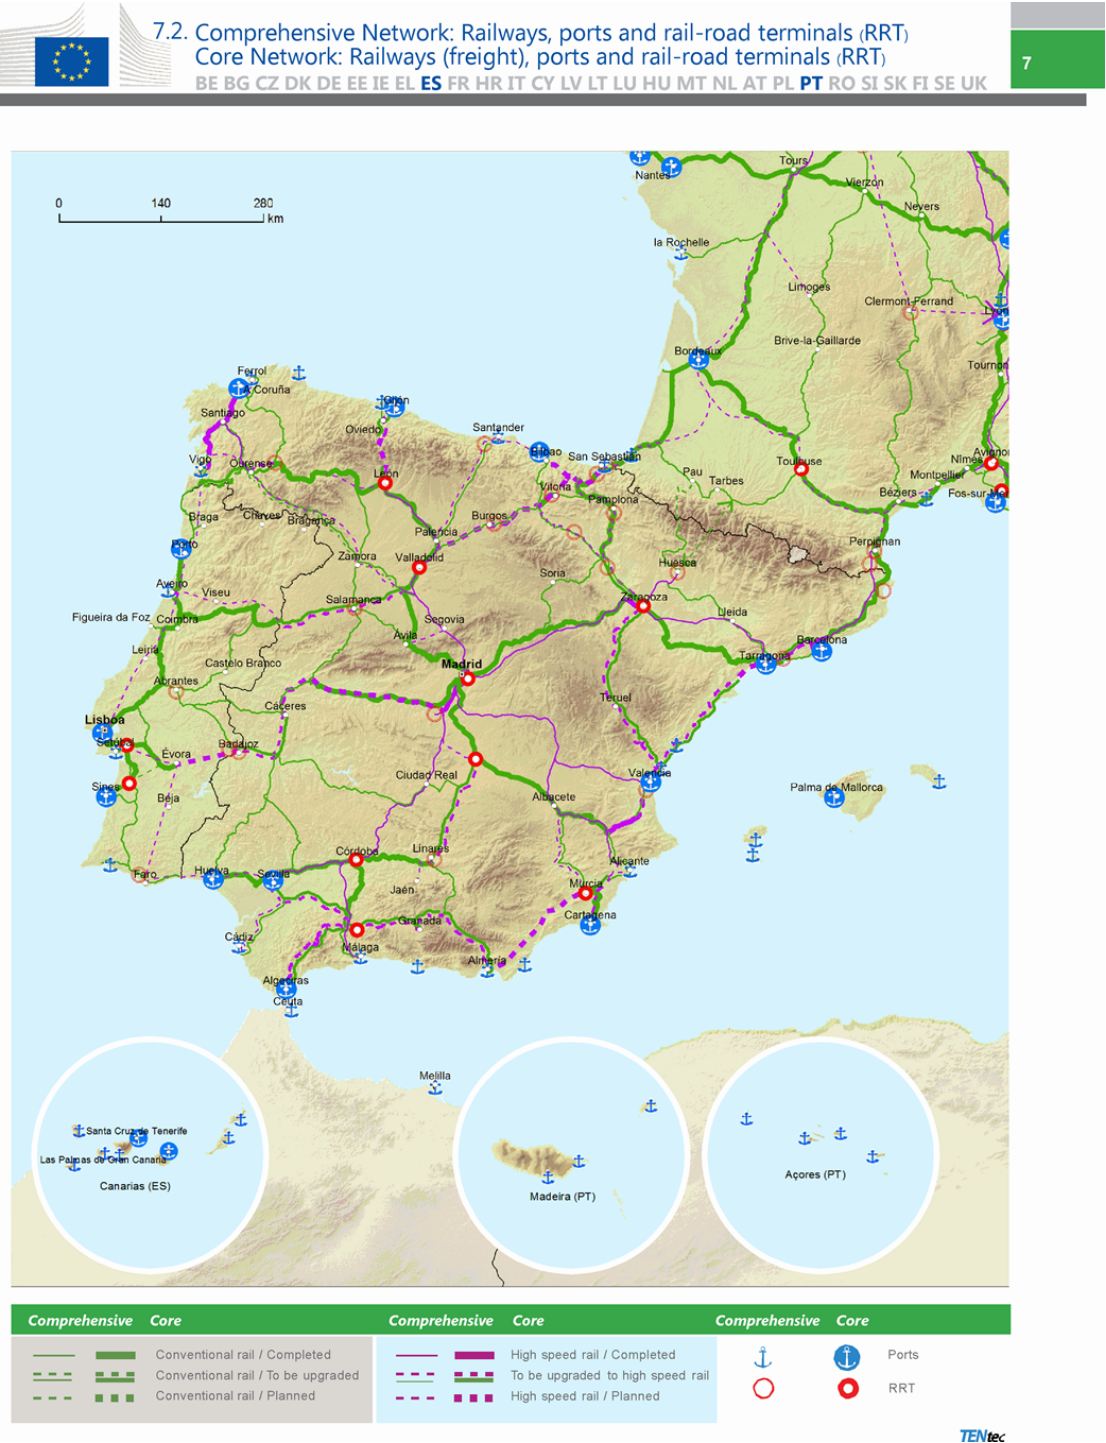 7.2. Comprehensive Network: Railways, ports and rail-road terminals (RRT)
Core Network: Railways (freight), ports and rail-road terminals (RRT)
BE BG CZ DK DE EE IE EL ES FR HR IT CY LV LT LU HU MT NL AT PL PT RO SI SK FI SE UK
7
0 140 280
km
Tours
Nantes
Vierzon
Nevers
la Rochelle
Limoges
Clermont-Ferrand
Lyon
Brive-la-Gaillarde
Bordeaux
Tournon
Ferrol
A Coruña
Gijón
Santiago
Oviedo
Santander
Bilbao
San Sebastián
Toulouse
Avignon
Nîmes
Vigo
Ourense
León
Pau
Tarbes
Montpellier
Béziers
Fos-sur-Mer
Vitoria
Pamplona
Braga
Chaves
Bragança
Burgos
Palencia
Perpignan
Porto
Zamora
Valladolid
Huesca
Soria
Aveiro
Viseu
Salamanca
Zaragoza
Lleida
Figueira da Foz
Coimbra
Segovia
Ávila
Barcelona
Leiria
Castelo Branco
Madrid
Tarragona
Abrantes
Cáceres
Teruel
Lisboa
Setúbal
Évora
Badajoz
Ciudad Real
Valencia
Sines
Beja
Albacete
Palma de Mallorca
Córdoba
Linares
Alicante
Faro
Huelva
Sevilla
Jaén
Murcia
Granada
Cartagena
Cádiz
Málaga
Almería
Algeciras
Ceuta
Melilla
Santa Cruz de Tenerife
Las Palmas de Gran Canaria
Canarias (ES)
Madeira (PT)
Açores (PT)
Comprehensive Core Comprehensive Core Comprehensive Core
Conventional rail / Completed High speed rail / Completed Ports
Conventional rail / To be upgraded To be upgraded to high speed rail
Conventional rail / Planned High speed rail / Planned RRT
TENtec